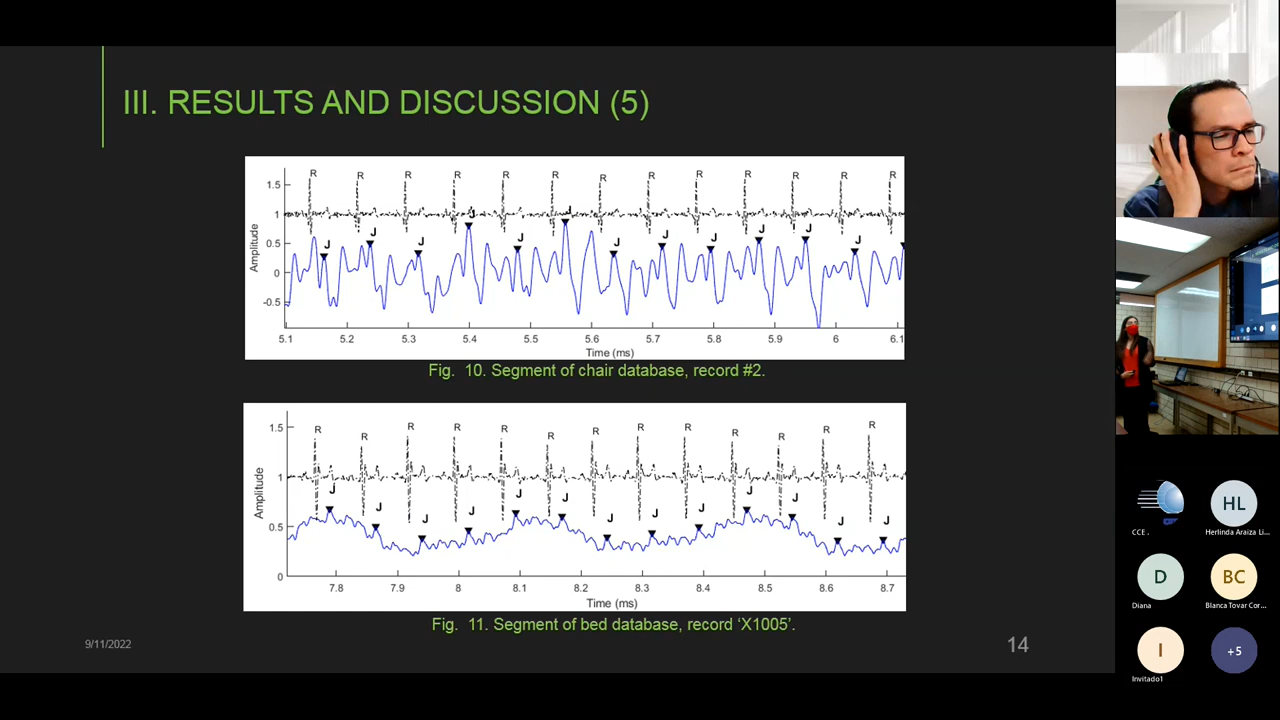 III. RESULTS AND DISCUSSION (5)
R R R R R R R R R R R R R
J J J J J J J J J J J J
Amplitude
1.5
1
0.5
0
-0.5
5.1 5.2 5.3 5.4 5.5 5.6 5.7 5.8 5.9 6 6.1
Time (ms)
Fig. 10. Segment of chair database, record #2.
R R R R R R R R R R R R R
J J J J J J J J J J J J J
Amplitude
1.5
1
0.5
0
7.8 7.9 8 8.1 8.2 8.3 8.4 8.5 8.6 8.7
Time (ms)
Fig. 11. Segment of bed database, record ‘X1005’.
9/11/2022
14
HL
CCE .
Herlinda Araiza Li...
D
BC
Diana
Blanca Tovar Cor...
I
+5
Invitado1